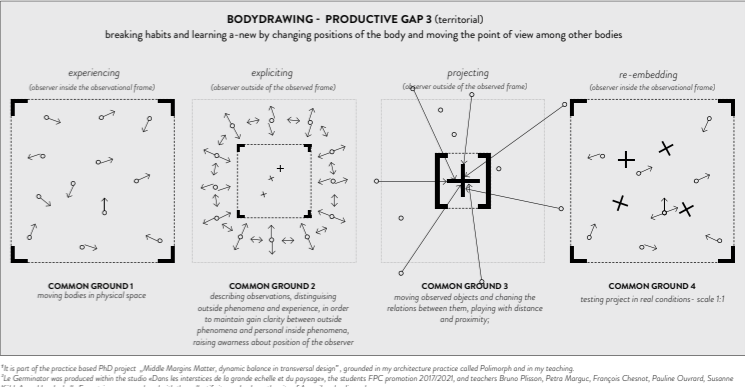 BODYDRAWING - PRODUCTIVE GAP 3 (territorial)
breaking habits and learning a-new by changing positions of the body and moving the point of view among other bodies
experiencing
(observer inside the observational frame)
expliciting
(observer outside of the observed frame)
projecting
(observer outside of the observed frame)
re-embedding
(observer inside the observational frame)
COMMON GROUND 1
moving bodies in physical space
COMMON GROUND 2
describing observations, distinguising
outside phenomena and experience, in order
to maintain gain clarity between outside
phenomena and personal inside phenomena,
raising awarness about position of the observer
COMMON GROUND 3
moving observed objects and chaning the
relations between them, playing with distance
and proximity;
COMMON GROUND 4
testing project in real conditions- scale 1:1
¹It is part of the practice based PhD project „Middle Margins Matter, dynamic balance in transversal design" , grounded in my architecture practice called Polimorph and in my teaching.
²Le Germinator was produced within the studio «Dans les interstices de la grande echelle et du paysage», the students FPC promotion 2017/2021, and teachers Bruno Plisson, Petra Marguc, François Chesnot, Pauline Ouvrard, Susanne